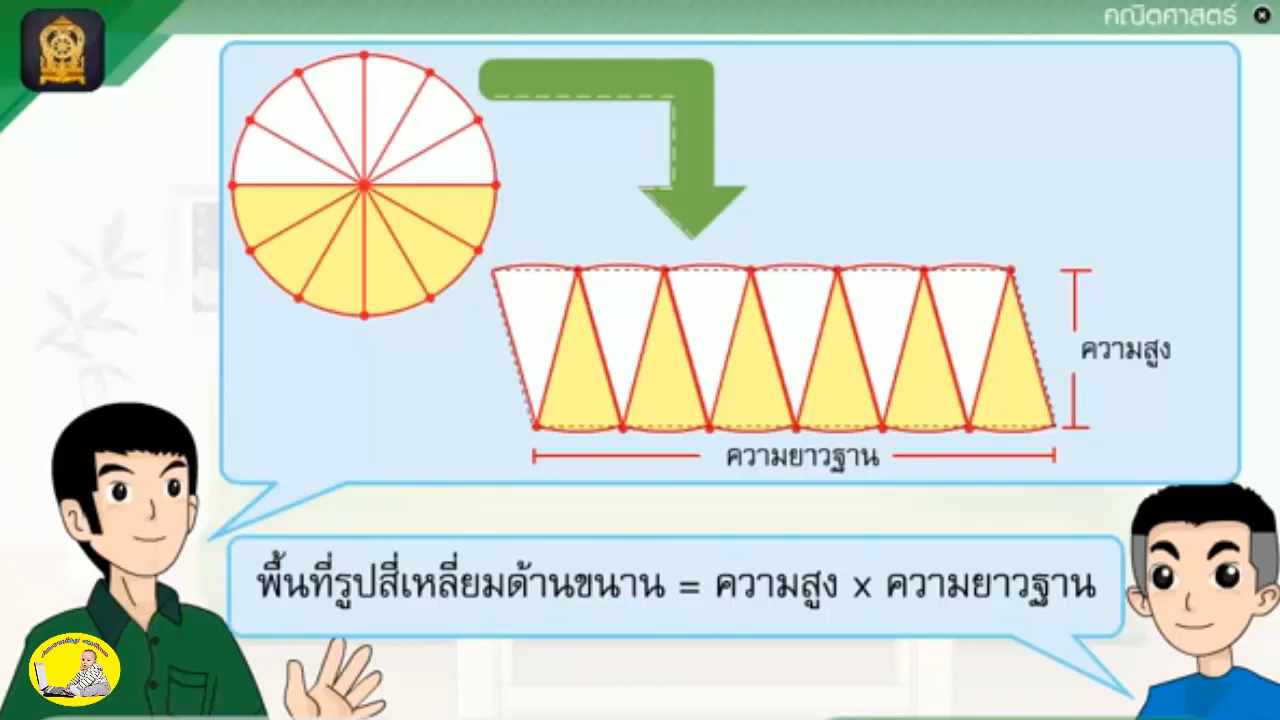 คณิตศาสตร์
ความสูง
ความยาวฐาน
พื้นที่รูปสี่เหลี่ยมด้านขนาน = ความสูง x ความยาวฐาน